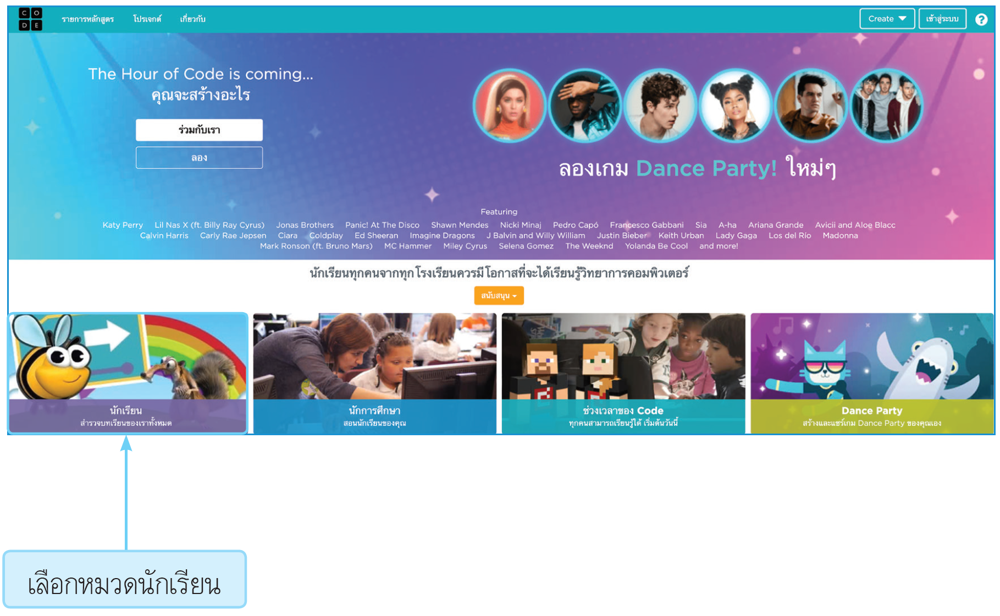 CO
DE
รายการหลักสูตร โปรเจกต์ เกี่ยวกับ Create เข้าสู่ระบบ ?
The Hour of Code is coming...
คุณจะสร้างอะไร
ร่วมกับเรา
ลอง
ลองเกม Dance Party! ใหม่ๆ
Featuring
Katy Perry Lil Nas X (ft. Billy Ray Cyrus) Jonas Brothers Panic! At The Disco Shawn Mendes Nicki Minaj Pedro Capó Francesco Gabbani Sia A-ha Ariana Grande Avicii and Aloe Blacc
Calvin Harris Carly Rae Jepsen Ciara Coldplay Ed Sheeran Imagine Dragons J Balvin and Willy William Justin Bieber Keith Urban Lady Gaga Los del Río Madonna
Mark Ronson (ft. Bruno Mars) MC Hammer Miley Cyrus Selena Gomez The Weeknd Yolanda Be Cool and more!
นักเรียนทุกคนจากทุกโรงเรียนควรมีโอกาสที่จะได้เรียนรู้วิทยาการคอมพิวเตอร์
สนับสนุน
นักเรียน
สำรวจบทเรียนของเราทั้งหมด
นักการศึกษา
สอนนักเรียนของคุณ
ช่วงเวลาของ Code
ทุกคนสามารถเรียนรู้ได้ เริ่มต้นวันนี้
Dance Party
สร้างและแชร์เกม Dance Party ของคุณเอง
เลือกหมวดนักเรียน